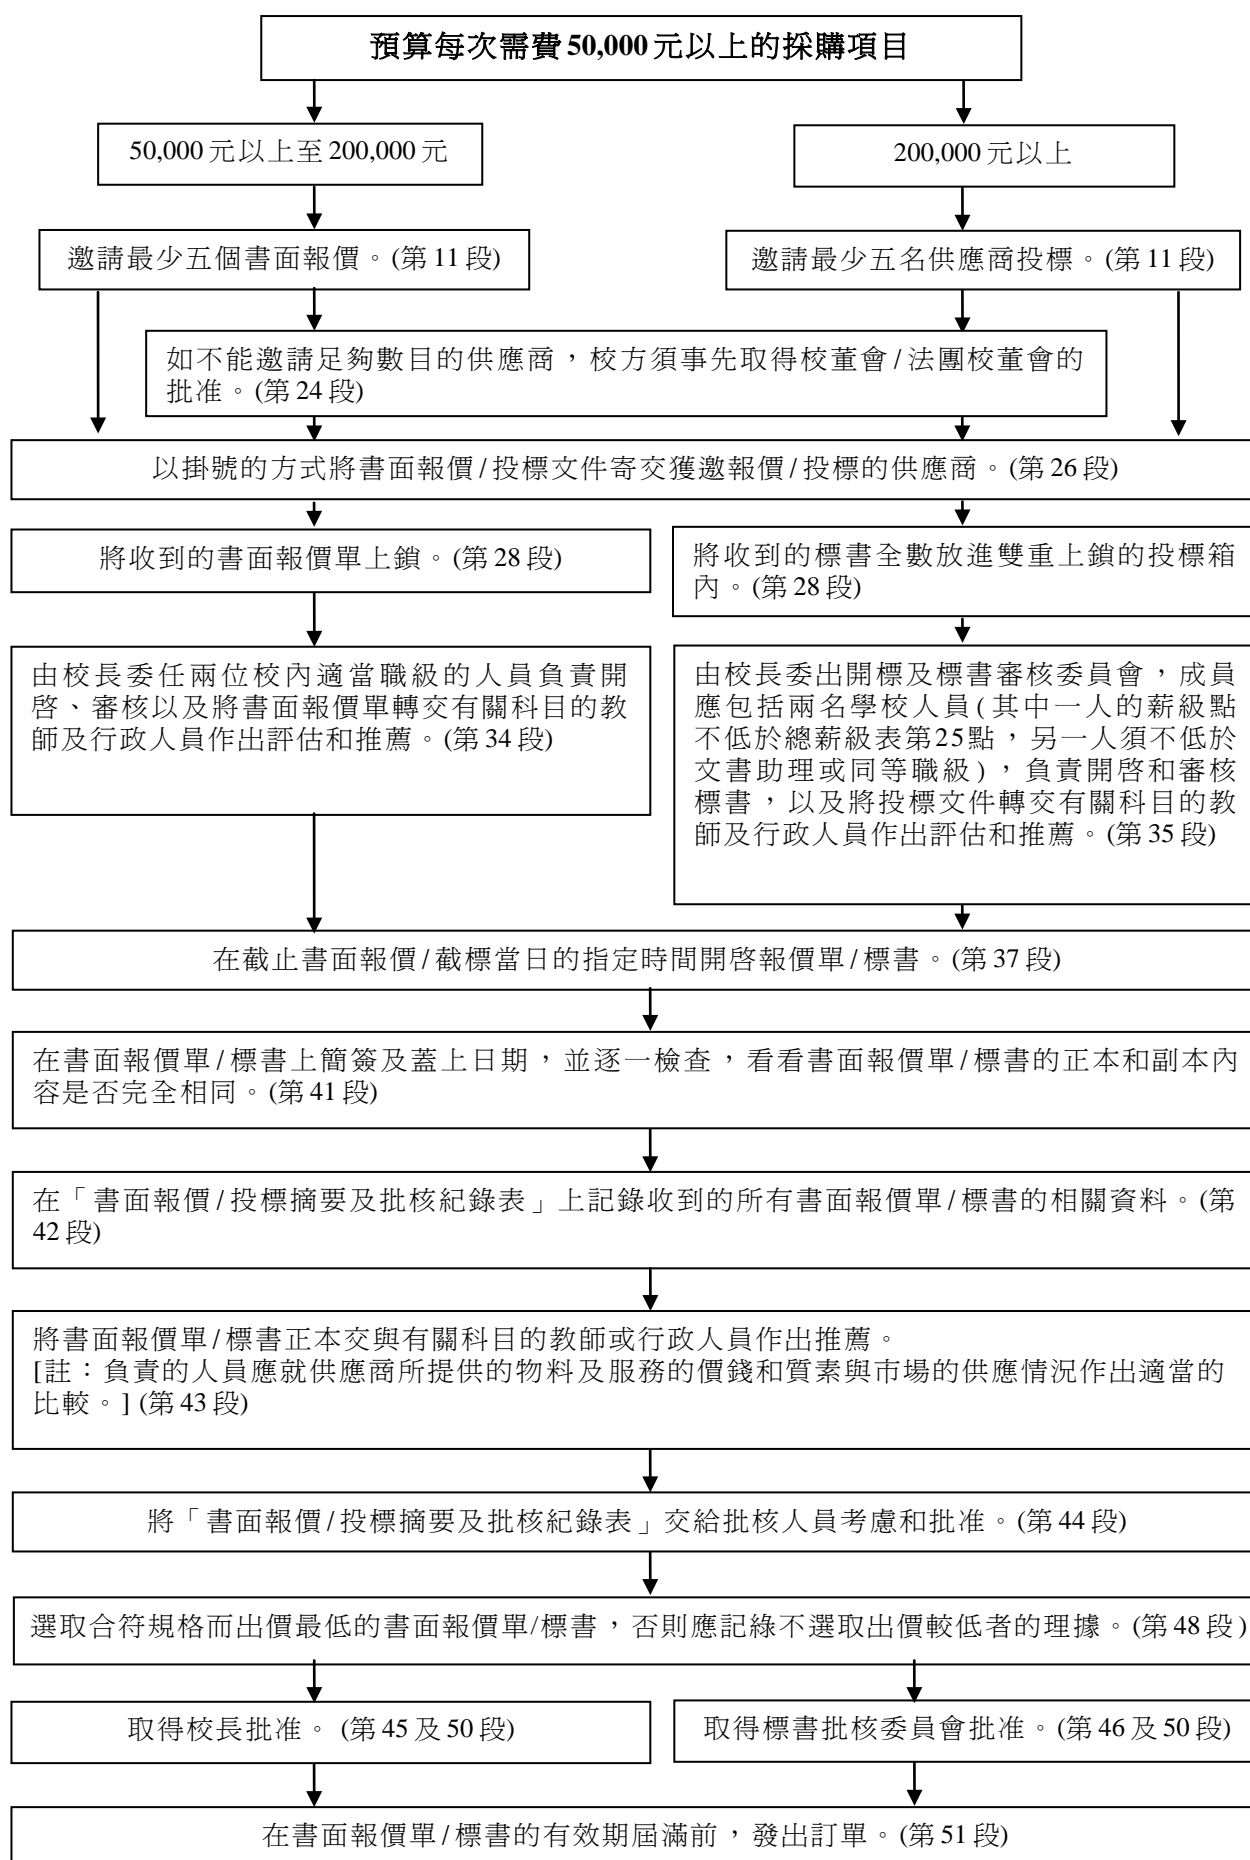 預算每次需費50,000元以上的採購項目
50,000元以上至200,000元
200,000元以上
邀請最少五個書面報價。(第11段)
邀請最少五名供應商投標。(第11段)
如不能邀請足夠數目的供應商，校方須事先取得校董會/法團校董會的
批准。(第24段)
以掛號的方式將書面報價/投標文件寄交獲邀報價/投標的供應商。(第26段)
將收到的書面報價單上鎖。(第28段)
將收到的標書全數放進雙重上鎖的投標箱
內。(第28段)
由校長委任兩位校內適當職級的人員負責開
啓、審核以及將書面報價單轉交有關科目的教
師及行政人員作出評估和推薦。(第34段)
由校長委出開標及標書審核委員會，成員
應包括兩名學校人員(其中一人的薪級點
不低於總薪級表第25點，另一人須不低於
文書助理或同等職級)，負責開啓和審核
標書，以及將投標文件轉交有關科目的教
師及行政人員作出評估和推薦。(第35段)
在截止書面報價/截標當日的指定時間開啓報價單/標書。(第37段)
在書面報價單/標書上簡簽及蓋上日期，並逐一檢查，看看書面報價單/標書的正本和副本內
容是否完全相同。(第41段)
在「書面報價/投標摘要及批核紀錄表」上記錄收到的所有書面報價單/標書的相關資料。(第
42段)
將書面報價單/標書正本交與有關科目的教師或行政人員作出推薦。
[註：負責的人員應就供應商所提供的物料及服務的價錢和質素與市場的供應情況作出適當的
比較。] (第43段)
將「書面報價/投標摘要及批核紀錄表」交給批核人員考慮和批准。(第44段)
選取合符規格而出價最低的書面報價單/標書，否則應記錄不選取出價較低者的理據。(第48段)
取得校長批准。 (第45及50段)
取得標書批核委員會批准。(第46及50段)
在書面報價單/標書的有效期屆滿前，發出訂單。(第51段)